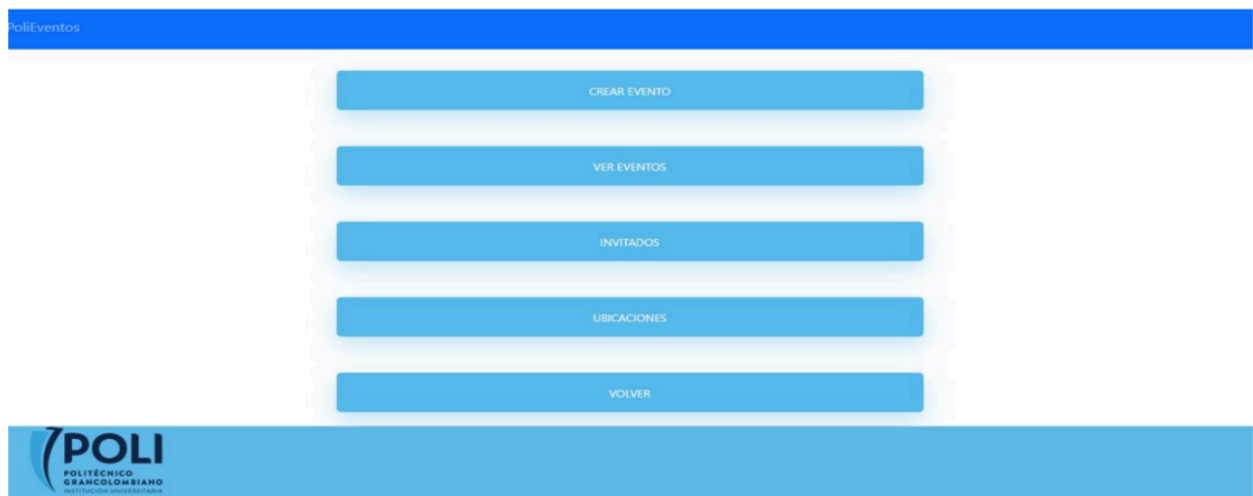 PoliEventos
CREAR EVENTO
VER EVENTOS
INVITADOS
UBICACIONES
VOLVER
POLI
POLITÉCNICO
GRANCOLOMBIANO
INSTITUCIÓN UNIVERSITARIA